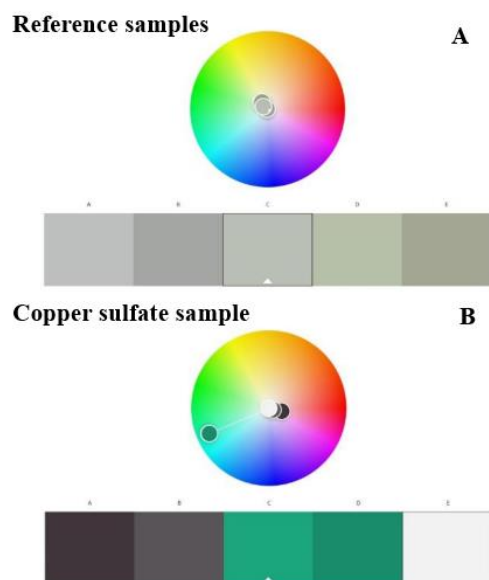 Reference samples
A
A B C D E
Copper sulfate sample
B
A B C D E